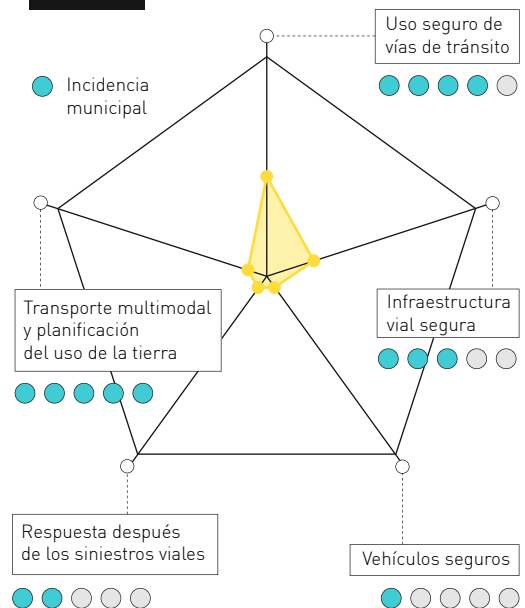 Uso seguro de
vías de tránsito
Incidencia
municipal
Transporte multimodal
y planificación
del uso de la tierra
Infraestructura
vial segura
Respuesta después
de los siniestros viales
Vehículos seguros